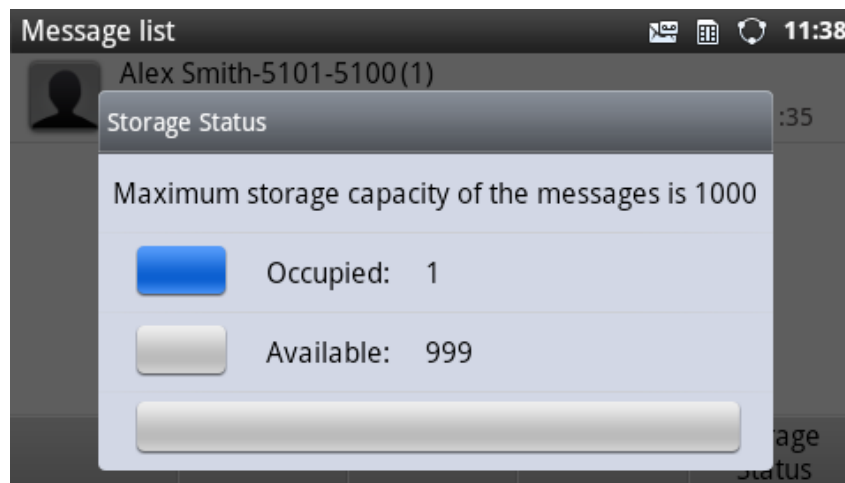 Message list
11:38
Alex Smith-5101-5100(1)
:35
Storage Status
Maximum storage capacity of the messages is 1000
Occupied: 1
Available: 999
Status